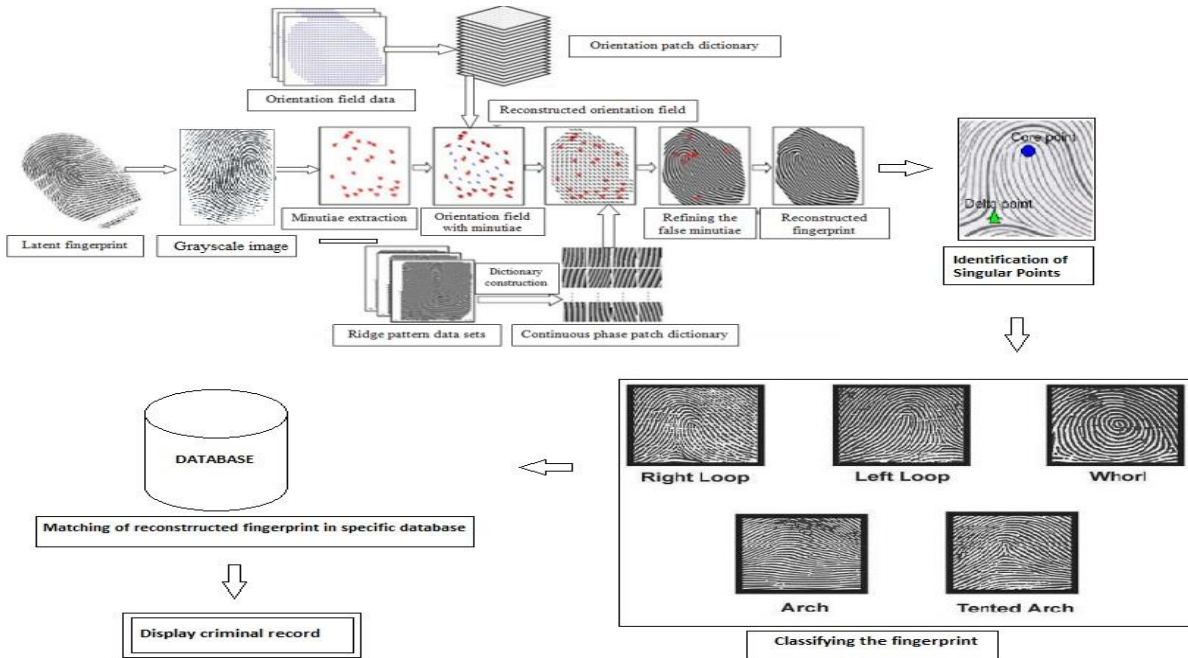 Orientation patch dictionary
Orientation field data
Reconstructed orientation field
Latent fingerprint
Grayscale image
Minutiae extraction
Orientation field
with minutiae
Refining the
false minutiae
Reconstructed
fingerprint
Core point
Delta point
Identification of
Singular Points
Dictionary
construction
Ridge pattern data sets
Continuous phase patch dictionary
Right Loop
Left Loop
Whorl
Arch
Tented Arch
Classifying the fingerprint
DATABASE
Matching of reconstrructed fingerprint in specific database
Display criminal record